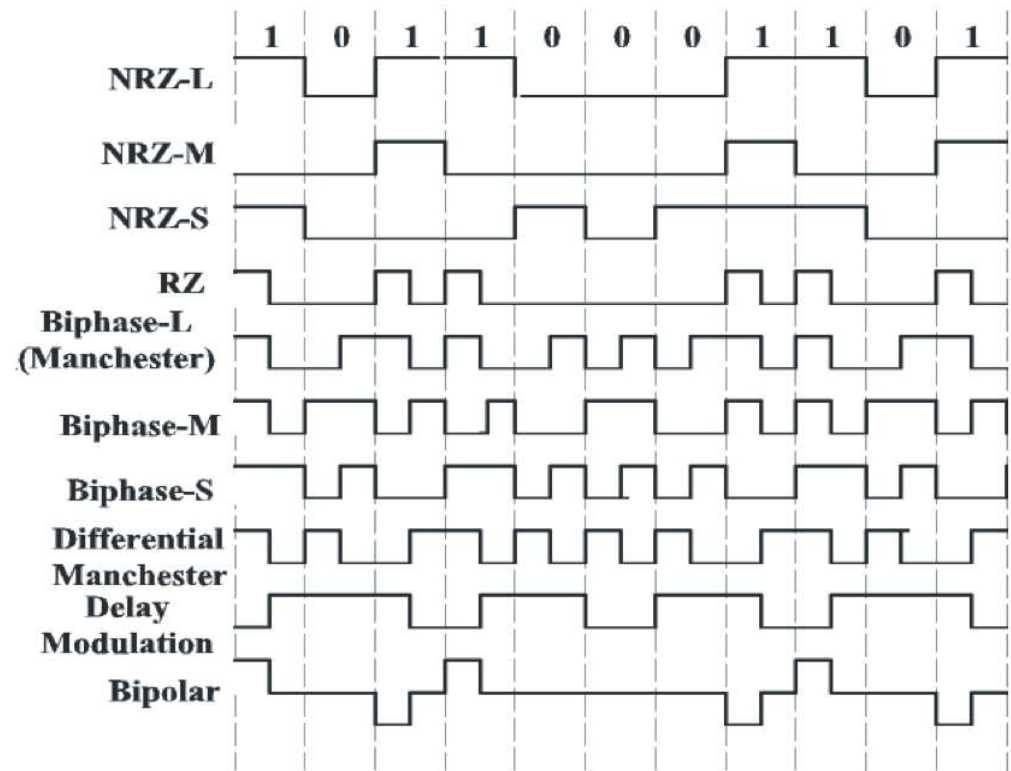 1 0 1 1 0 0 0 1 1 0 1
NRZ-L
NRZ-M
NRZ-S
RZ
Biphase-L
(Manchester)
Biphase-M
Biphase-S
Differential
Manchester
Delay
Modulation
Bipolar